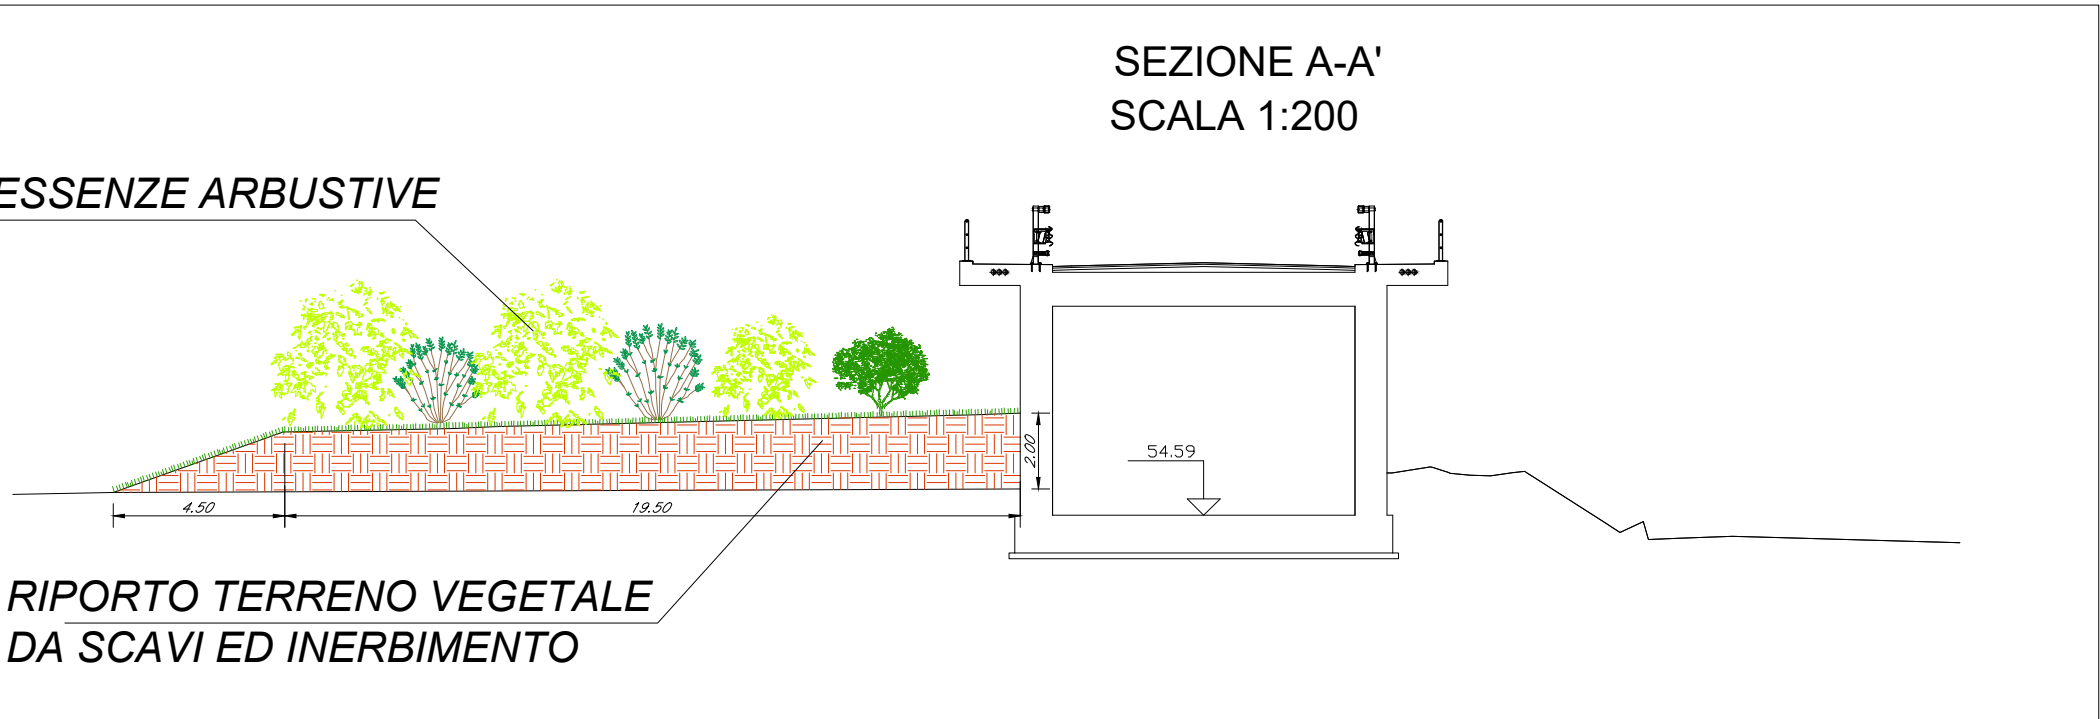 SEZIONE A-A'
SCALA 1:200
ESSENZE ARBUSTIVE
2.00
54.59
4.50
19.50
RIPORTO TERRENO VEGETALE
DA SCAVI ED INERBIMENTO